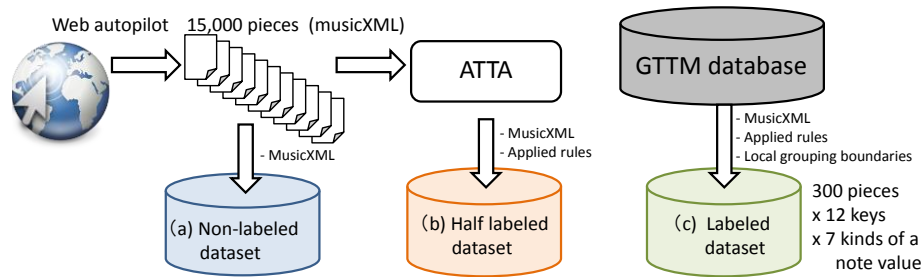 Web autopilot 15,000 pieces (musicXML)
ATTA
GTTM database
- MusicXML
- MusicXML
- Applied rules
- MusicXML
- Applied rules
- Local grouping boundaries
(a) Non-labeled
dataset
(b) Half labeled
dataset
(c) Labeled
dataset
300 pieces
x 12 keys
x 7 kinds of a
note value